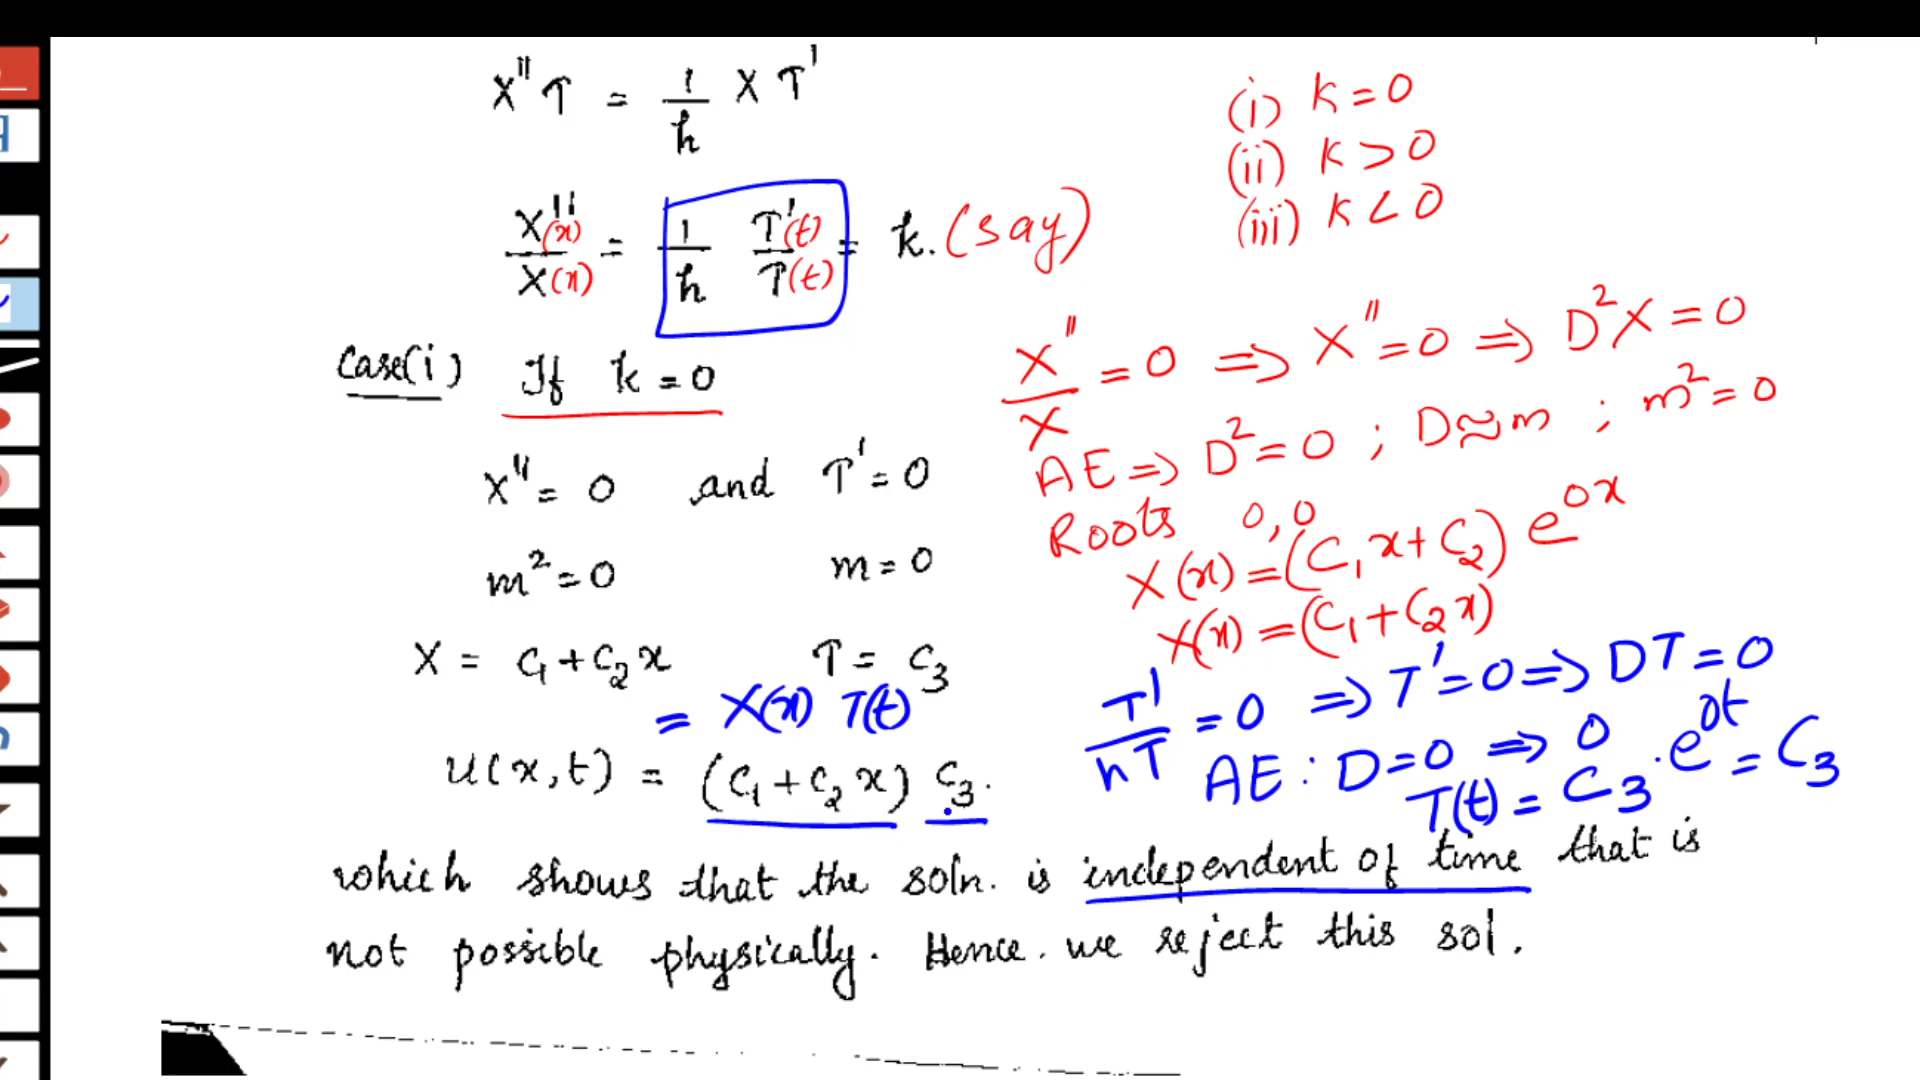 X'' T = 1/h X T'
(i) K = 0
(ii) K > 0
(iii) K < 0
X''(x)/X(x) = 1/h T'(t)/T(t) = k. (say)
Case(i) If k = 0
X''/X = 0 ⇒ X'' = 0 ⇒ D²X = 0
AE ⇒ D² = 0 ; D≈m ; m² = 0
X'' = 0 and T' = 0
Roots 0, 0
m² = 0 m = 0
X(x) = (C₁x + C₂) e^{0x}
X(x) = (C₁ + C₂x)
X = C₁ + C₂x T = C₃
= X(x) T(t)
T'/hT = 0 ⇒ T' = 0 ⇒ DT = 0
AE : D = 0 ⇒ 0
u(x,t) = (C₁ + C₂x) C₃.
T(t) = C₃ . e^{0t} = C₃
which shows that the soln. is independent of time that is
not possible physically. Hence. we reject this sol.